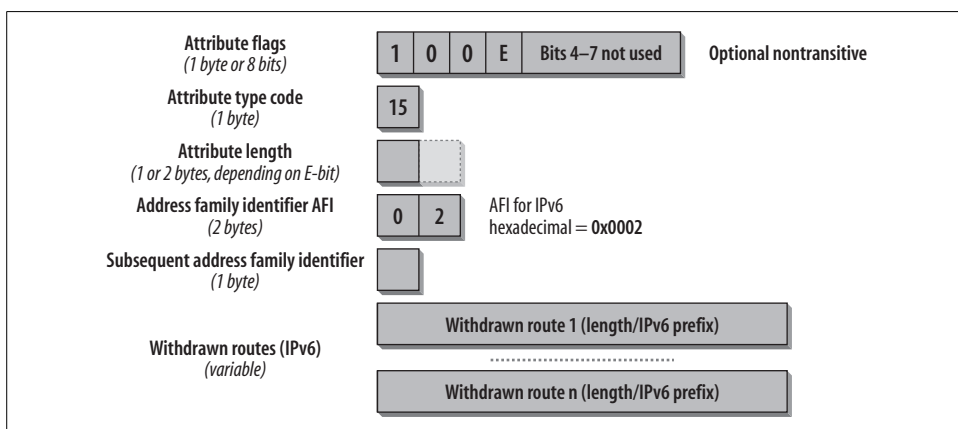 Attribute flags
(1 byte or 8 bits)
1 0 0 E Bits 4–7 not used
Optional nontransitive
Attribute type code
(1 byte)
15
Attribute length
(1 or 2 bytes, depending on E-bit)
Address family identifier AFI
(2 bytes)
0 2
AFI for IPv6
hexadecimal = 0x0002
Subsequent address family identifier
(1 byte)
Withdrawn routes (IPv6)
(variable)
Withdrawn route 1 (length/IPv6 prefix)
Withdrawn route n (length/IPv6 prefix)